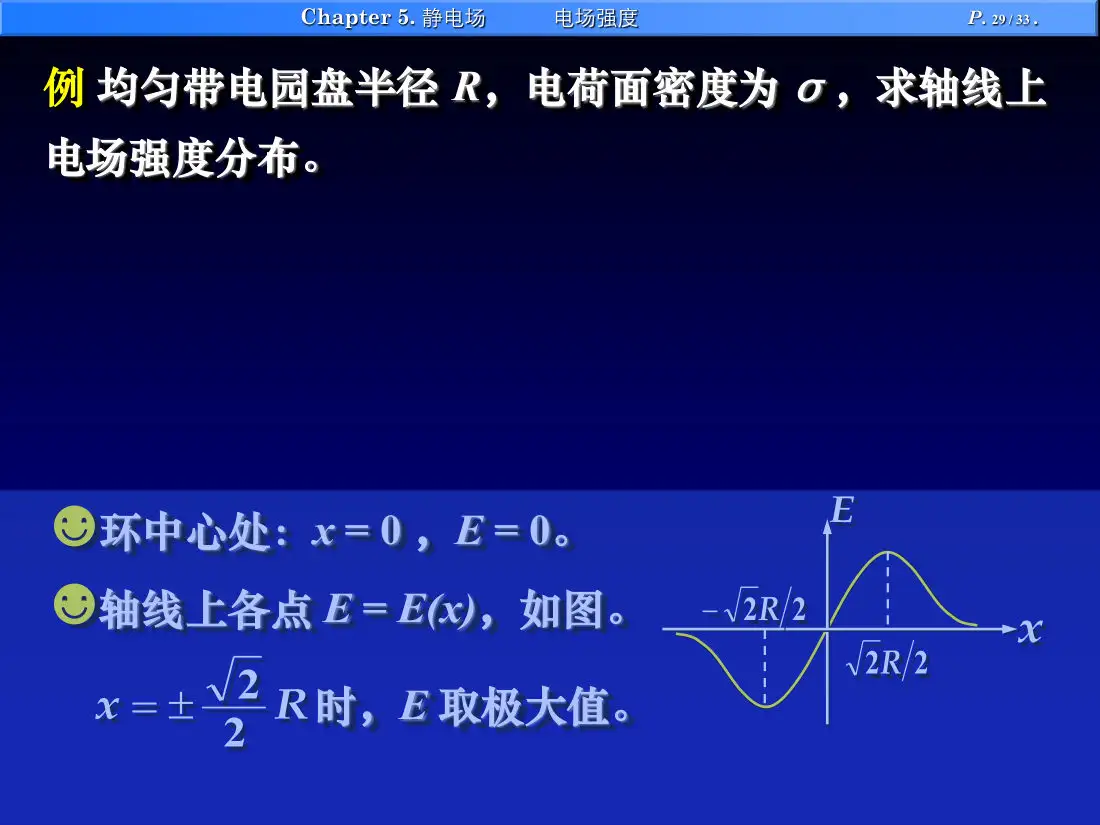 Chapter 5. 静电场 电场强度 P. 29 / 33 .
例 均匀带电园盘半径 R，电荷面密度为 σ ，求轴线上
电场强度分布。
环中心处：x = 0 ，E = 0。
轴线上各点 E = E(x)，如图。
x = ± √2/2 R 时，E 取极大值。
E
− √2R/2
x
√2R/2